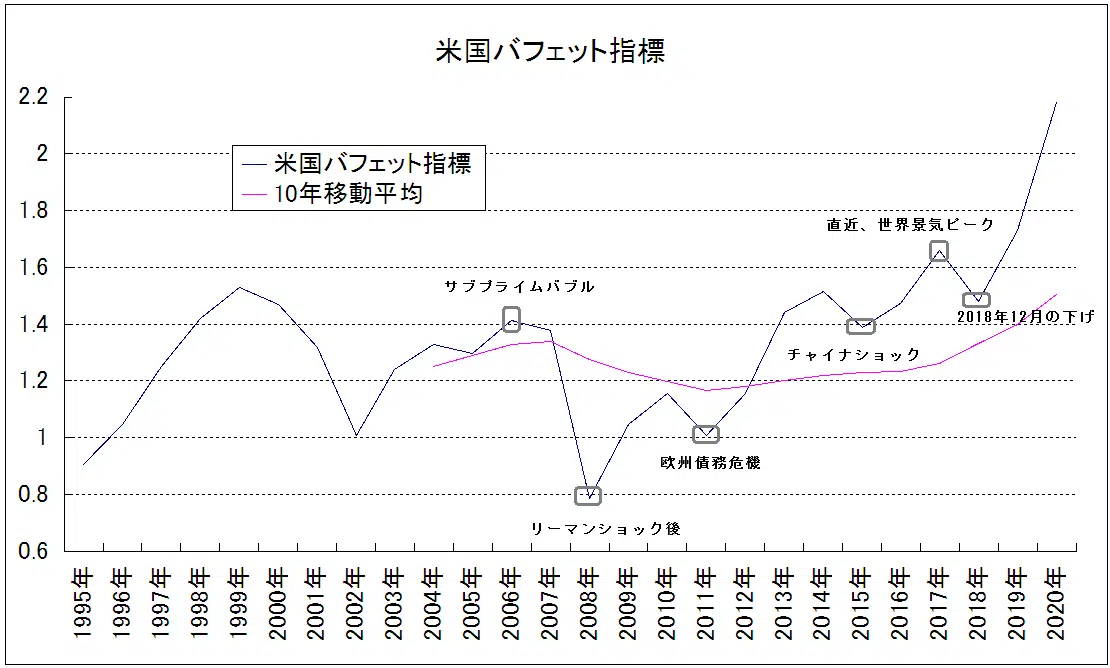 米国バフェット指標
2.2
2
1.8
1.6
1.4
1.2
1
0.8
0.6
米国バフェット指標
10年移動平均
サブプライムバブル
リーマンショック後
欧州債務危機
チャイナショック
直近、世界景気ピーク
2018年12月の下げ
1995年
1996年
1997年
1998年
1999年
2000年
2001年
2002年
2003年
2004年
2005年
2006年
2007年
2008年
2009年
2010年
2011年
2012年
2013年
2014年
2015年
2016年
2017年
2018年
2019年
2020年